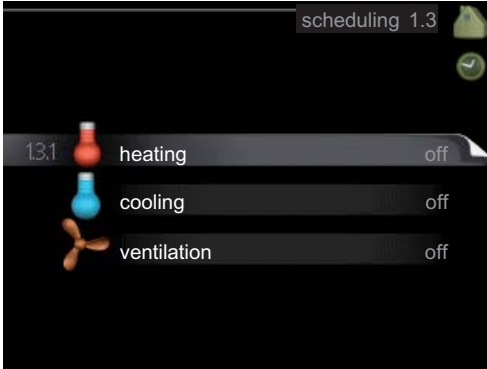 scheduling 1.3
1.3.1 heating off
cooling off
ventilation off